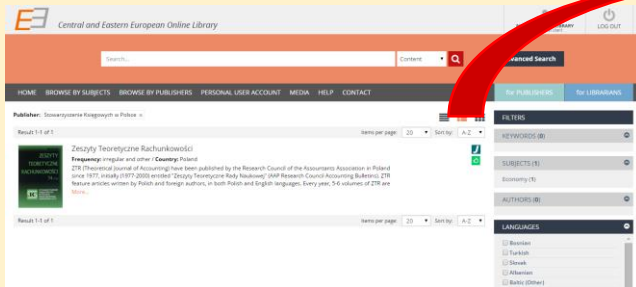 Central and Eastern European Online Library
LOG OUT
Search...
Content
Advanced Search
HOME BROWSE BY SUBJECTS BROWSE BY PUBLISHERS PERSONAL USER ACCOUNT MEDIA HELP CONTACT
for PUBLISHERS
for LIBRARIANS
Publisher: Stowarzyszenie Księgowych w Polsce
Result 1-1 of 1
Items per page: 20 Sort by: A-Z
ZESZYTY
TEORETYCZNE
RACHUNKOWOŚCI
Zeszyty Teoretyczne Rachunkowości
Frequency: irregular and other / Country: Poland
ZTR (Theoretical Journal of Accounting) have been published by the Research Council of the Accountants Association in Poland
since 1977, initially (1977-2000) entitled "Zeszyty Teoretyczne Rady Naukowej" (AAP Research Council Accounting Bulletins). ZTR
feature articles written by Polish and foreign authors, in both Polish and English languages. Every year, 5-6 volumes of ZTR are
More...
Result 1-1 of 1
Items per page: 20 Sort by: A-Z
FILTERS
KEYWORDS (0)
SUBJECTS (1)
Economy (1)
AUTHORS (0)
LANGUAGES
Bosnian
Turkish
Slovak
Albanian
Baltic (Other)